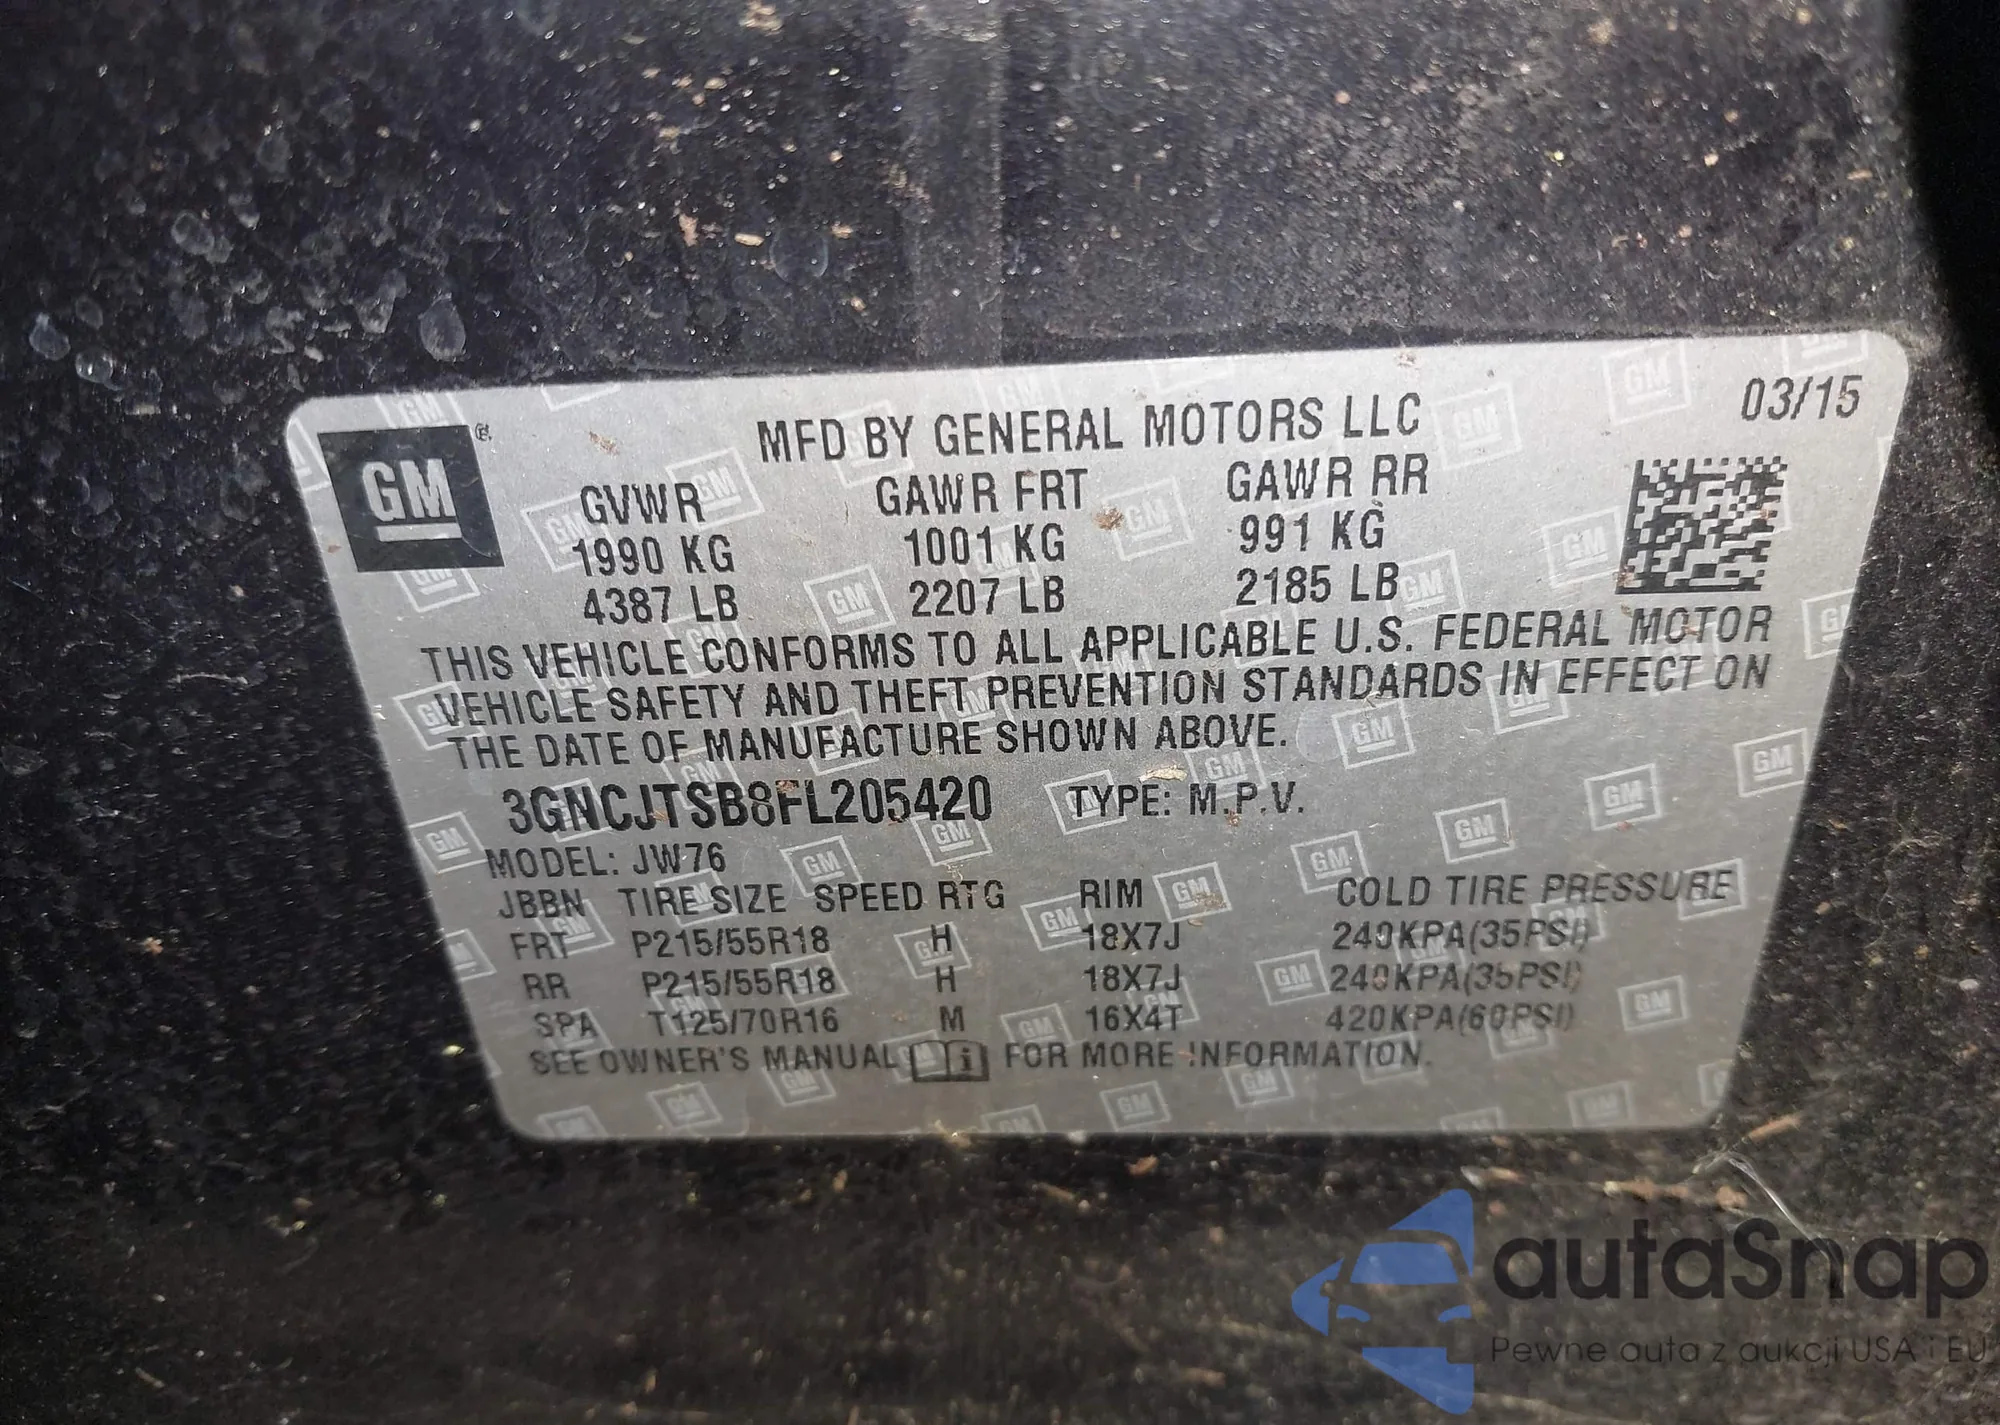 GM ®
MFD BY GENERAL MOTORS LLC 03/15
GVWR GAWR FRT GAWR RR
1990 KG 1001 KG 991 KG
4387 LB 2207 LB 2185 LB
THIS VEHICLE CONFORMS TO ALL APPLICABLE U.S. FEDERAL MOTOR
VEHICLE SAFETY AND THEFT PREVENTION STANDARDS IN EFFECT ON
THE DATE OF MANUFACTURE SHOWN ABOVE.
3GNCJTSB8FL205420 TYPE: M.P.V.
MODEL: JW76
JBBN TIRE SIZE SPEED RTG RIM COLD TIRE PRESSURE
FRT P215/55R18 H 18X7J 240KPA(35PSI)
RR P215/55R18 H 18X7J 240KPA(35PSI)
SPA T125/70R16 M 16X4T 420KPA(60PSI)
SEE OWNER'S MANUAL i FOR MORE INFORMATION.
autaSnap
Pewne auta z aukcji USA i EU